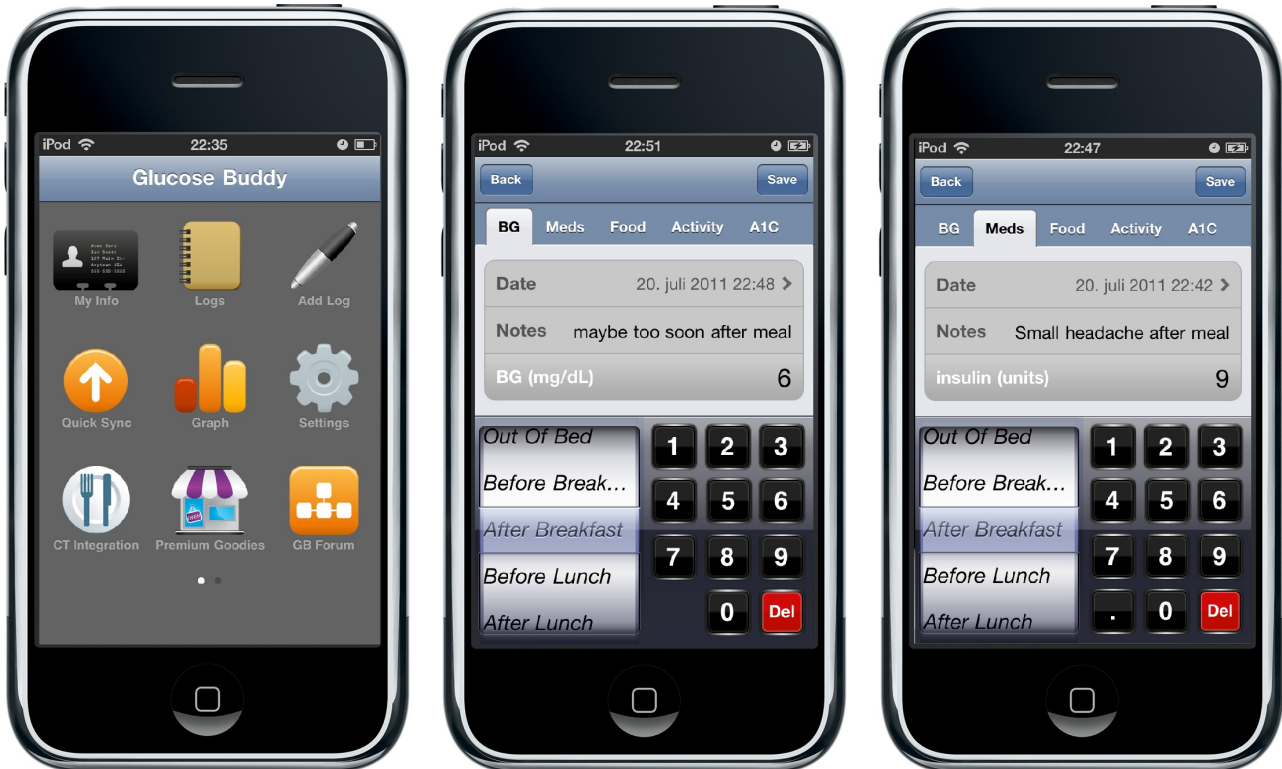 iPod 22:35
Glucose Buddy
My Info Logs Add Log
Quick Sync Graph Settings
CT Integration Premium Goodies GB Forum
iPod 22:51
Back Save
BG Meds Food Activity A1C
Date 20. juli 2011 22:48
Notes maybe too soon after meal
BG (mg/dL) 6
Out Of Bed
Before Break...
After Breakfast
Before Lunch
After Lunch
1 2 3
4 5 6
7 8 9
0 Del
iPod 22:47
Back Save
BG Meds Food Activity A1C
Date 20. juli 2011 22:42
Notes Small headache after meal
insulin (units) 9
Out Of Bed
Before Break...
After Breakfast
Before Lunch
After Lunch
1 2 3
4 5 6
7 8 9
. 0 Del